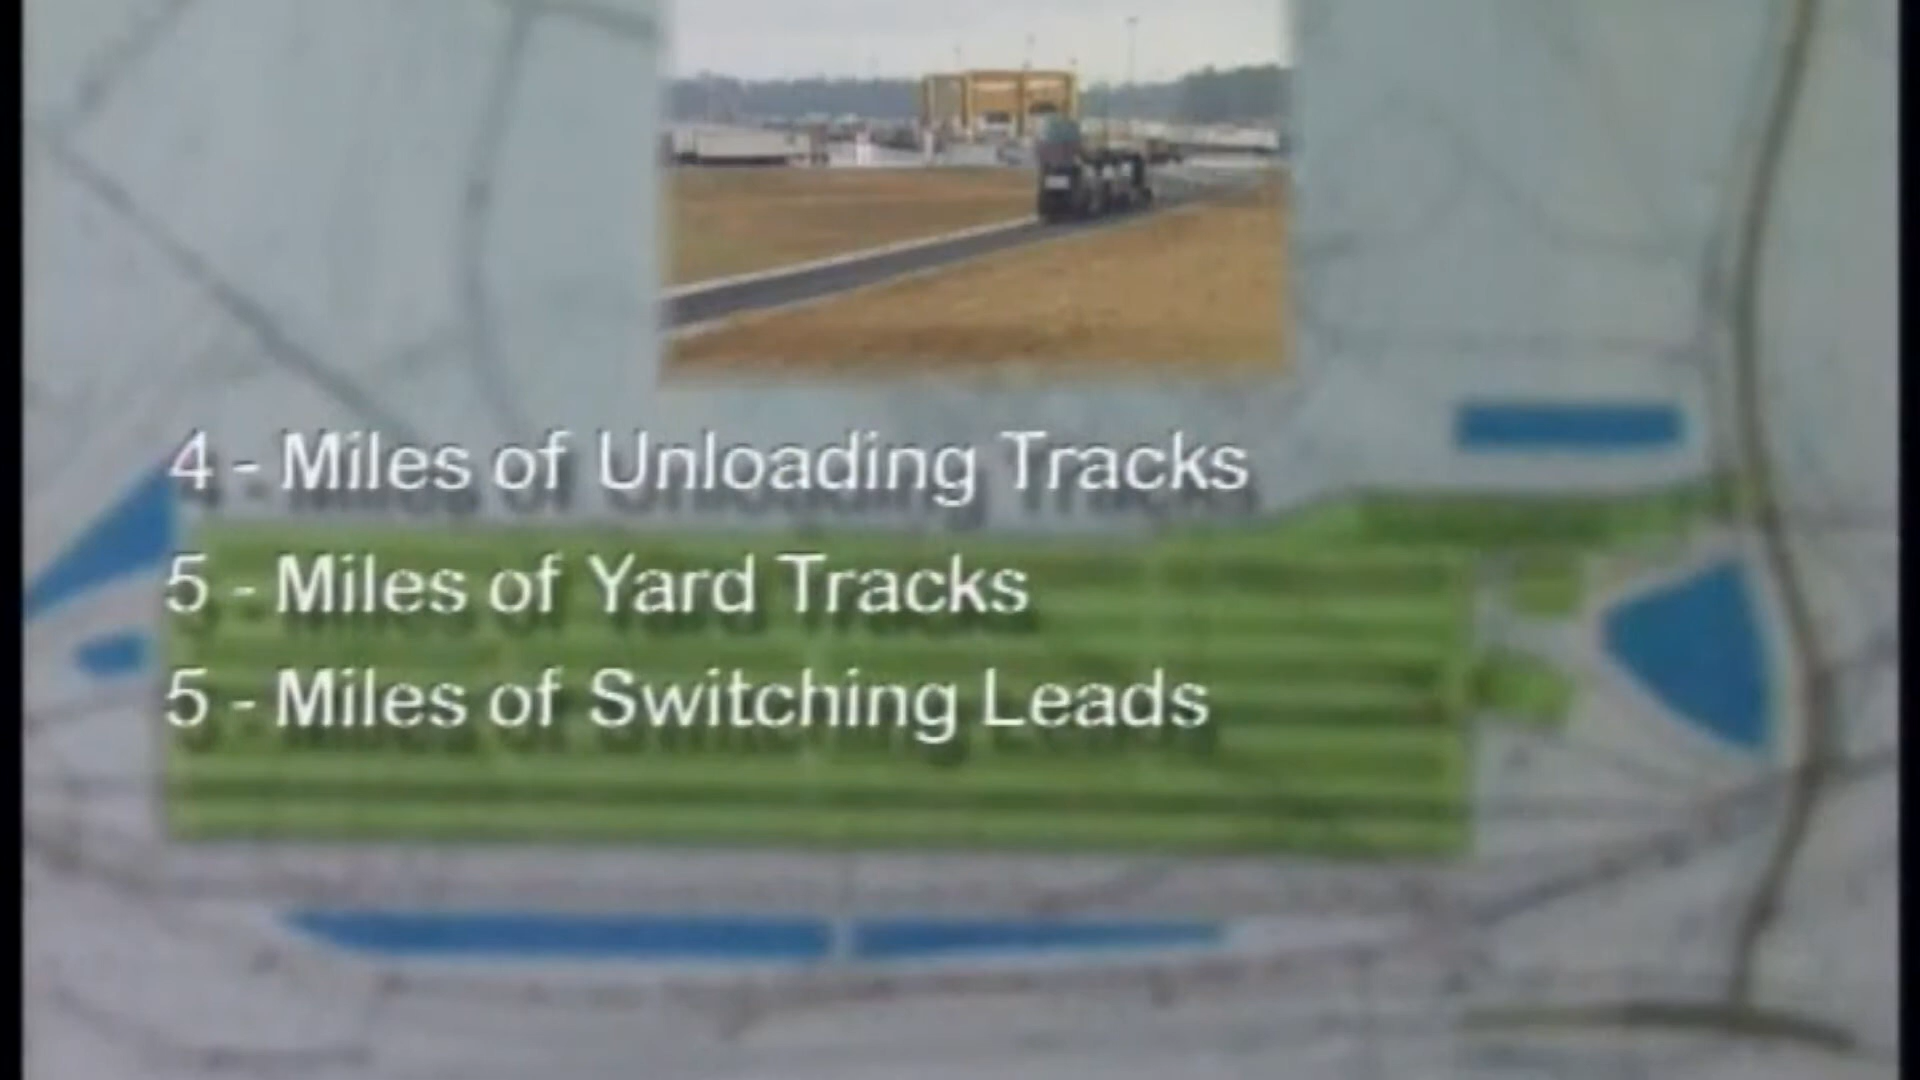 4 - Miles of Unloading Tracks
5 - Miles of Yard Tracks
5 - Miles of Switching Leads